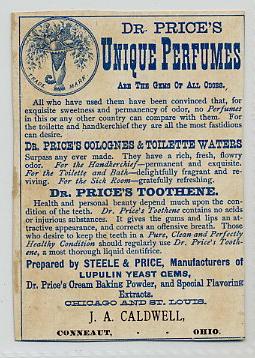 DR. PRICE'S
UNIQUE PERFUMES
ARE THE GEMS OF ALL ODORS.
TRADE MARK
All who have used them have been convinced that, for
exquisite sweetness and permanency of odor, no Perfumes
in this or any other country can compare with them. For
the toilette and handkerchief they are all the most fastidious
can desire.
DR. PRICE'S COLOGNES & TOILETTE WATERS
Surpass any ever made. They have a rich, fresh, flowry
odor. For the Handkerchief—permanent and exquisite.
For the Toilette and Bath—delightfully fragrant and re-
viving. For the Sick Room—gratefully refreshing.
DR. PRICE'S TOOTHENE.
Health and personal beauty depend much upon the con-
dition of the teeth. Dr. Price's Toothene contains no acids
or injurious substances. It gives the gums and lips an at-
tractive appearance, and corrects an offensive breath. Those
who desire to keep the teeth in a Pure, Clean and Perfectly
Healthy Condition should regularly use Dr. Price's Tooth-
ene, a most thorough liquid dentifrice.
Prepared by STEELE & PRICE, Manufacturers of
LUPULIN YEAST GEMS,
Dr. Price's Cream Baking Powder, and Special Flavoring
Extracts.
CHICAGO AND ST. LOUIS.
J. A. CALDWELL,
CONNEAUT, - - OHIO.